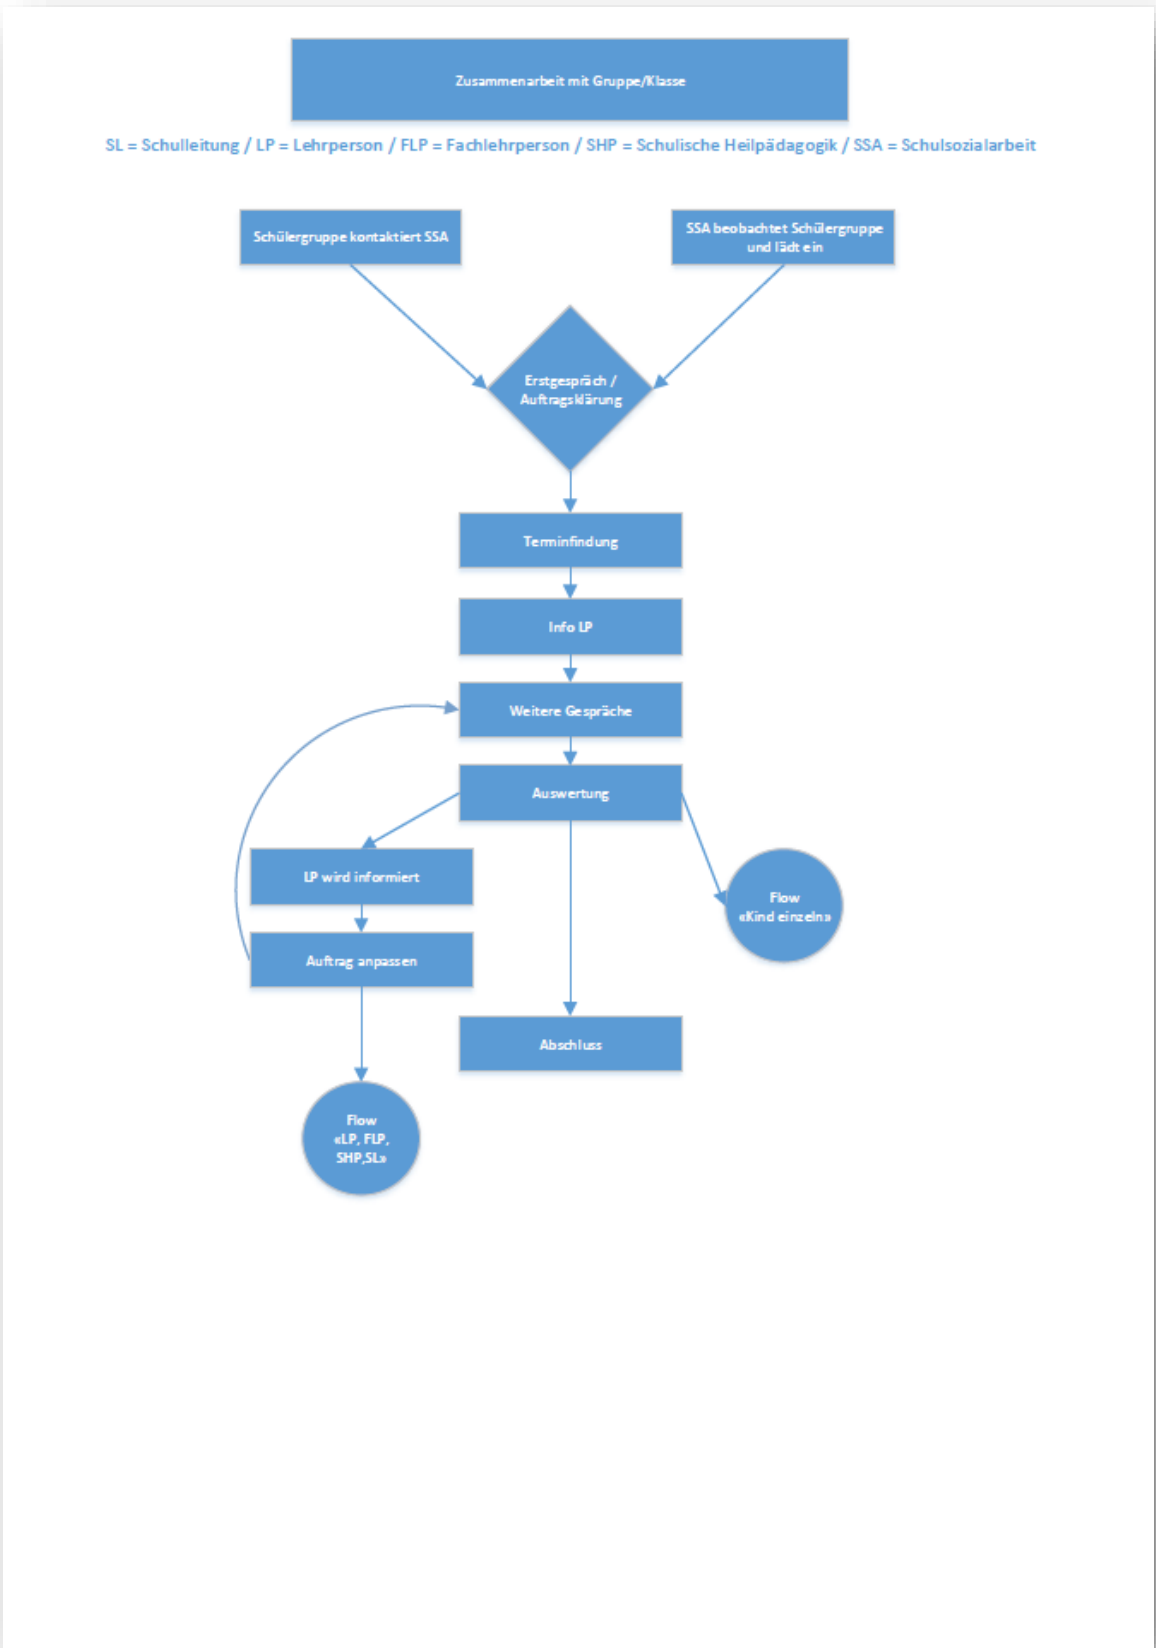 Zusammenarbeit mit Gruppe/Klasse
SL = Schulleitung / LP = Lehrperson / FLP = Fachlehrperson / SHP = Schulische Heilpädagogik / SSA = Schulsozialarbeit
Schülergruppe kontaktiert SSA
SSA beobachtet Schülergruppe
und lädt ein
Erstgespräch /
Auftragsklärung
Terminfindung
Info LP
Weitere Gespräche
Auswertung
LP wird informiert
Flow
«Kind einzeln»
Auftrag anpassen
Abschluss
Flow
«LP, FLP,
SHP,SL»